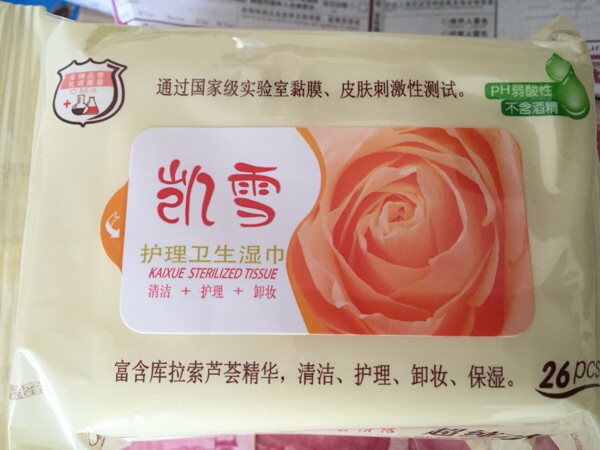 通过国家级实验室黏膜、皮肤刺激性测试。
PH弱酸性
不含酒精
凯雪
护理卫生湿巾
KAIXUE STERILIZED TISSUE
清洁 + 护理 + 卸妆
富含库拉索芦荟精华，清洁、护理、卸妆、保湿。
26pcs